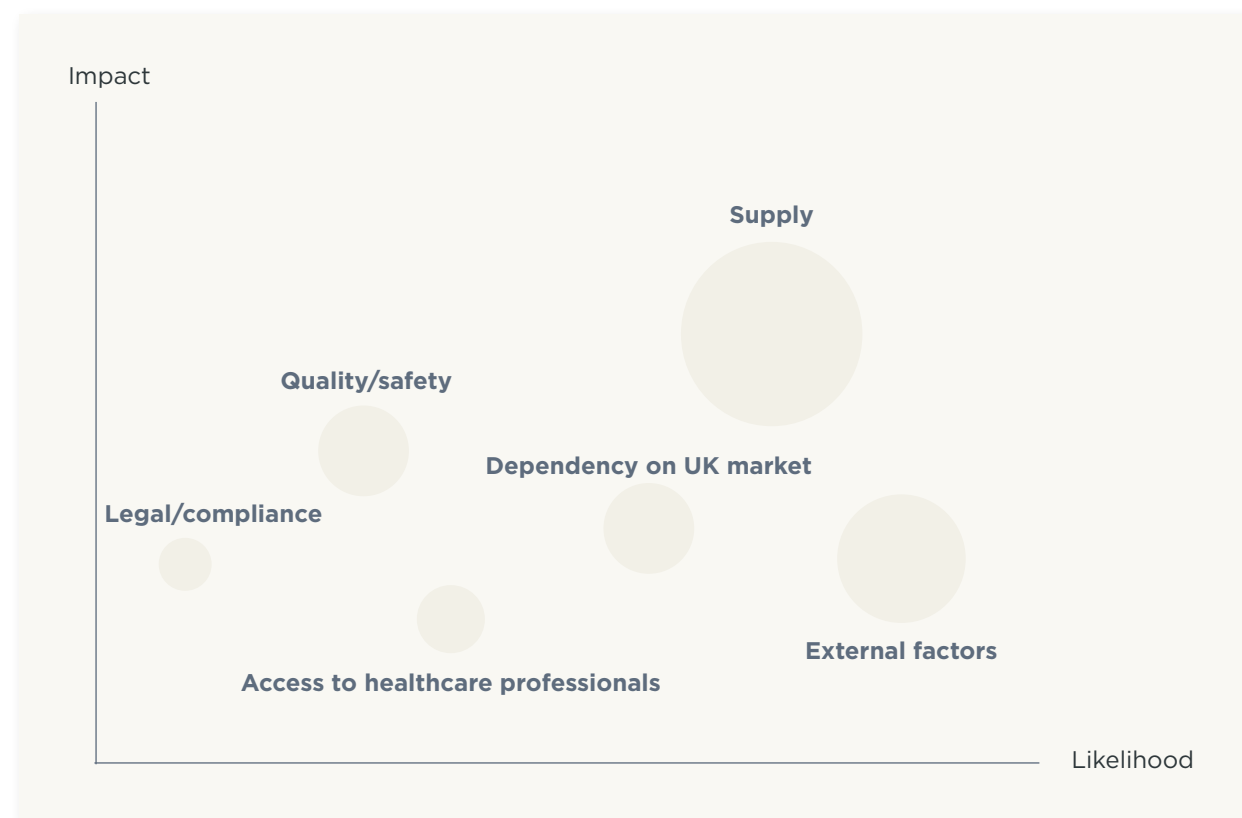 Impact
Supply
Quality/safety
Dependency on UK market
Legal/compliance
External factors
Access to healthcare professionals
Likelihood